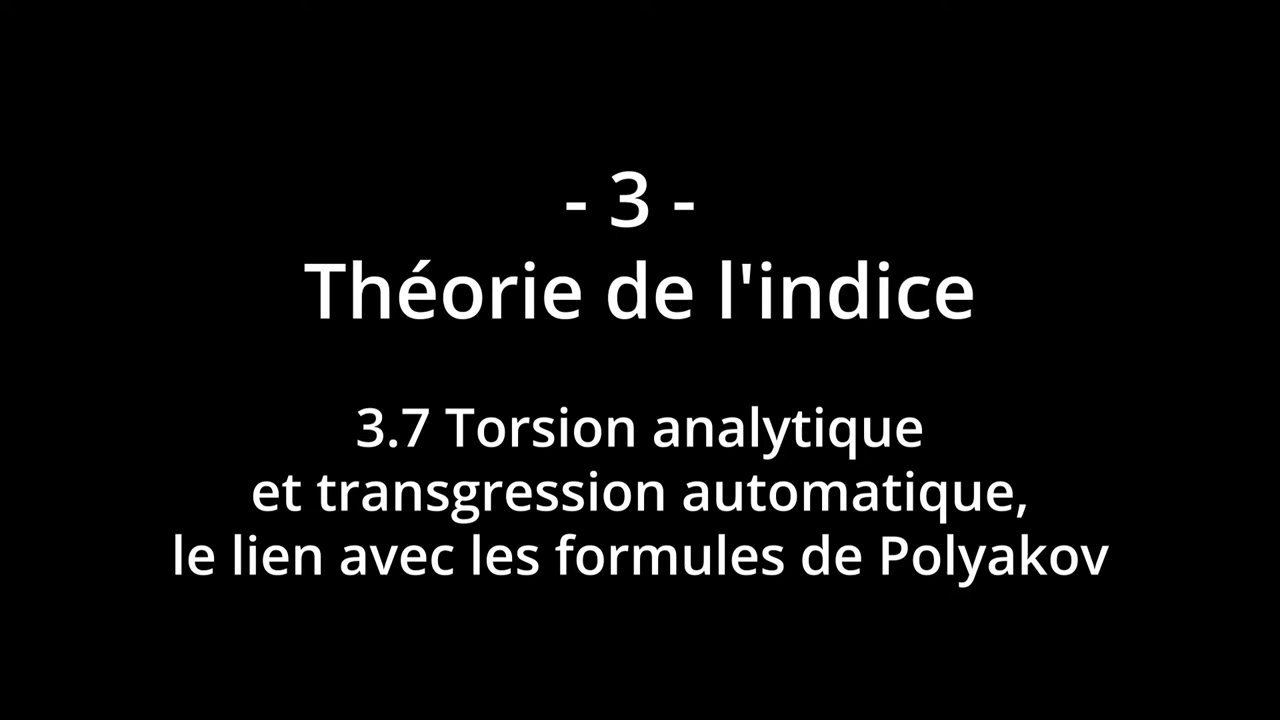 - 3 -
Théorie de l'indice
3.7 Torsion analytique
et transgression automatique,
le lien avec les formules de Polyakov